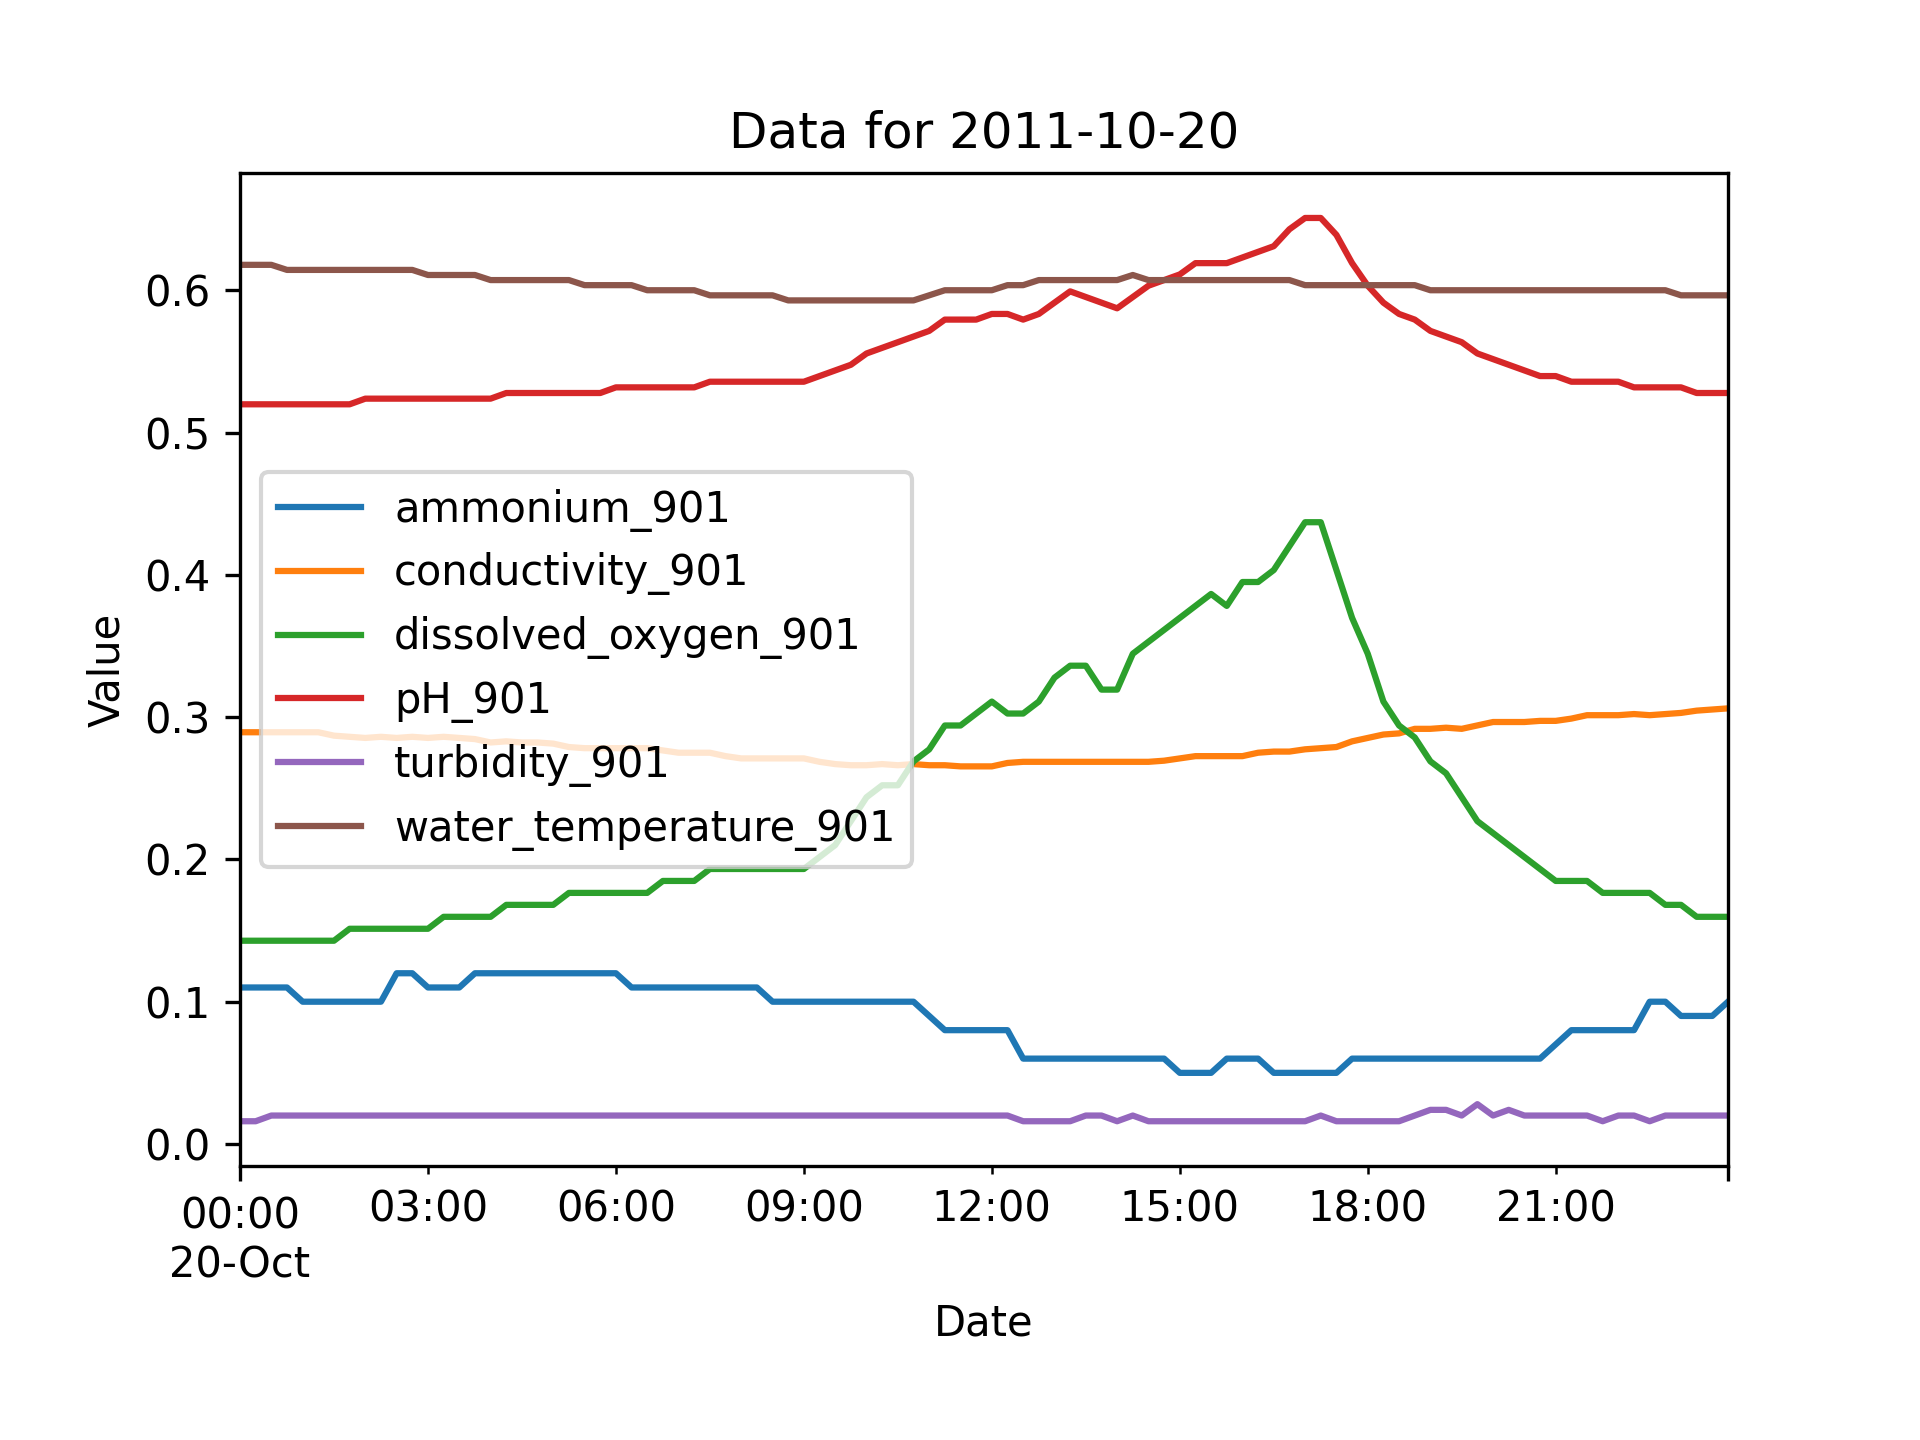 Data for 2011-10-20
Value
0.6
0.5
0.4
0.3
0.2
0.1
0.0
ammonium_901
conductivity_901
dissolved_oxygen_901
pH_901
turbidity_901
water_temperature_901
00:00 03:00 06:00 09:00 12:00 15:00 18:00 21:00
20-Oct
Date